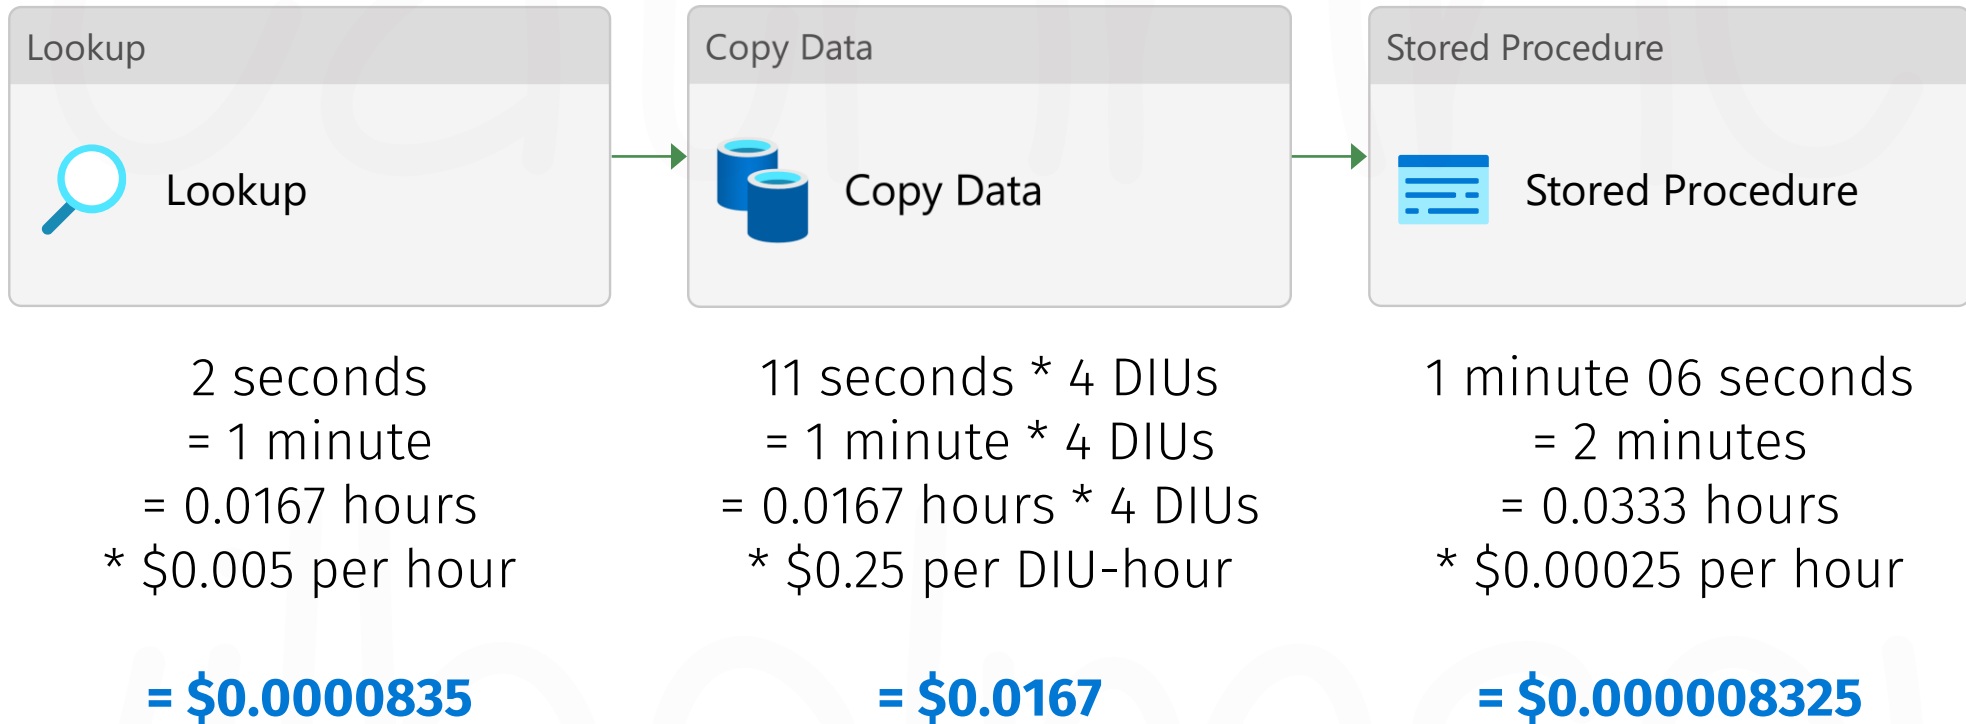 Lookup
Lookup
2 seconds
= 1 minute
= 0.0167 hours
* $0.005 per hour
= $0.0000835
Copy Data
Copy Data
11 seconds * 4 DIUs
= 1 minute * 4 DIUs
= 0.0167 hours * 4 DIUs
* $0.25 per DIU-hour
= $0.0167
Stored Procedure
Stored Procedure
1 minute 06 seconds
= 2 minutes
= 0.0333 hours
* $0.00025 per hour
= $0.000008325